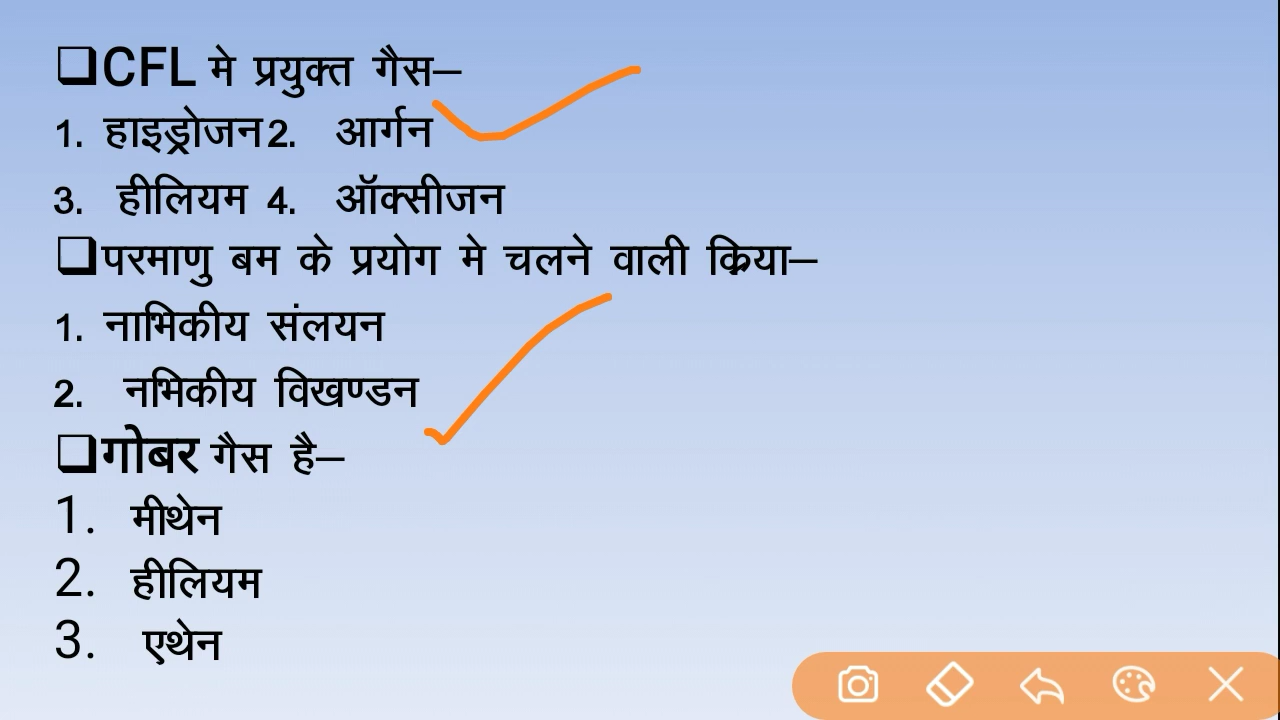 ❑CFL मे प्रयुक्त गैस–
1. हाइड्रोजन 2. आर्गन
3. हीलियम 4. ऑक्सीजन
❑परमाणु बम के प्रयोग मे चलने वाली क्रिया–
1. नाभिकीय संलयन
2. नभिकीय विखण्डन
❑गोबर गैस है–
1. मीथेन
2. हीलियम
3. एथेन